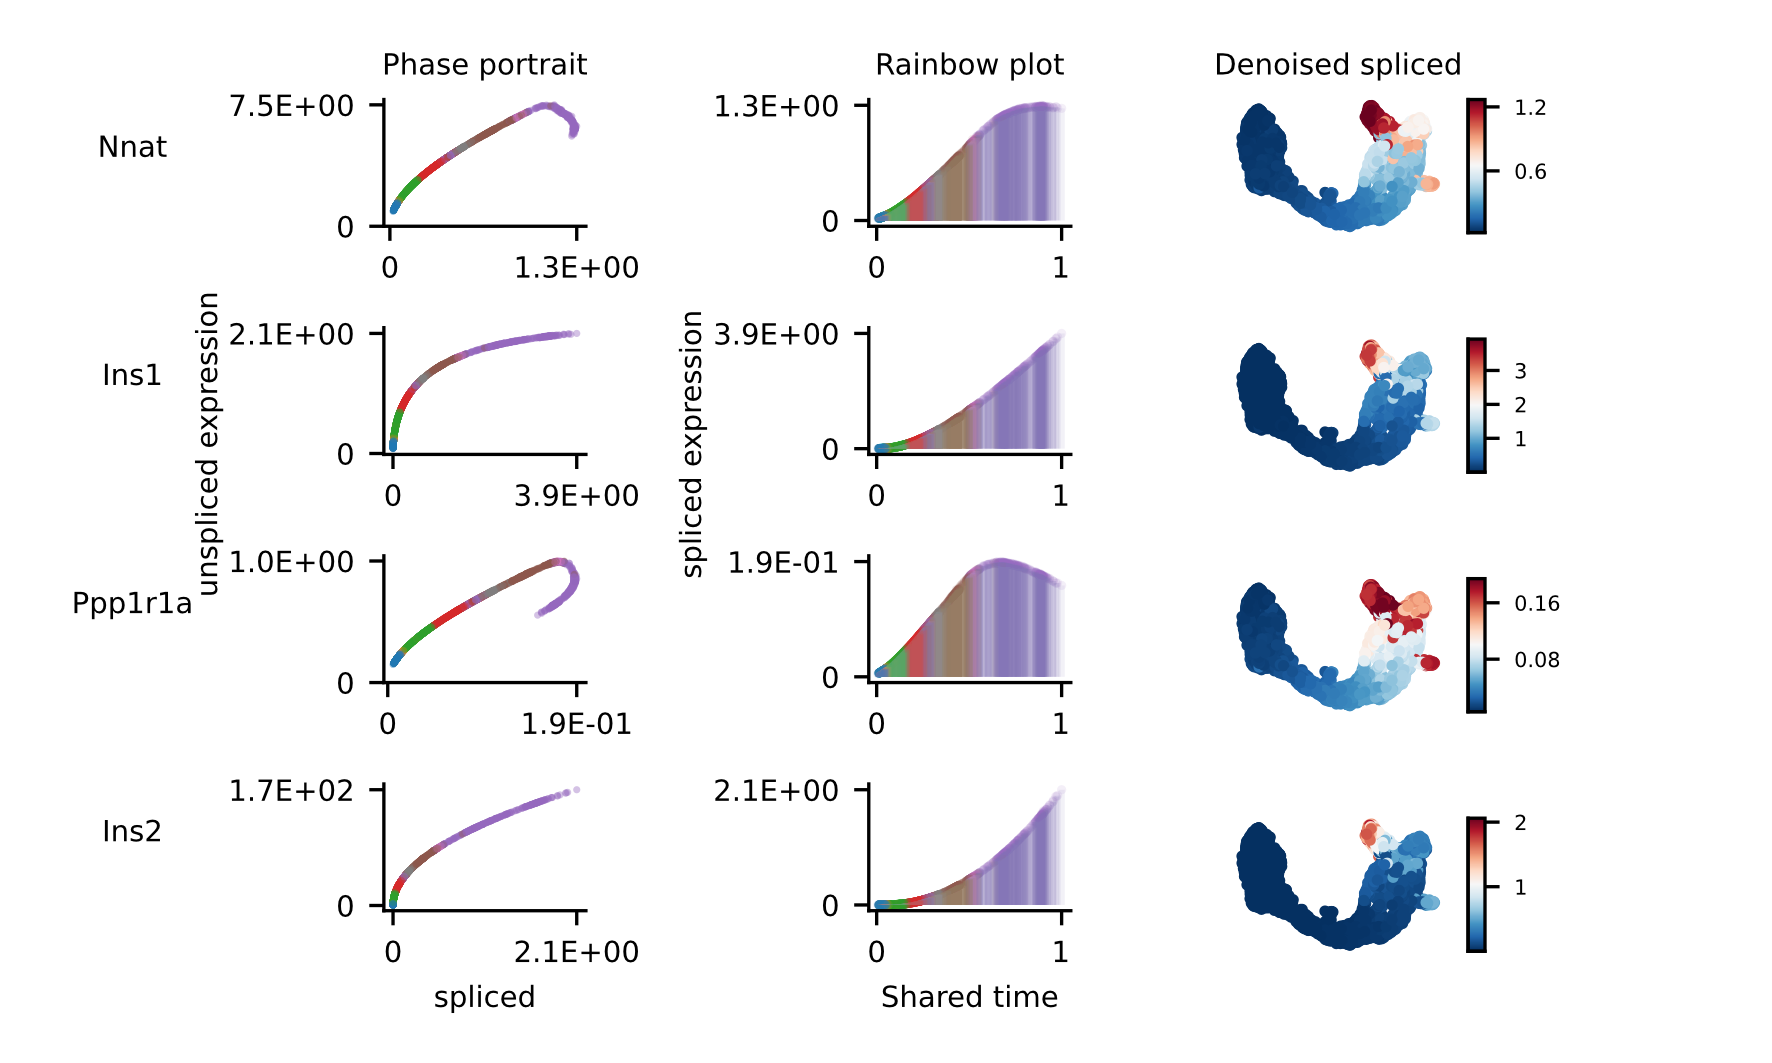 Phase portrait
Rainbow plot
Denoised spliced
Nnat
7.5E+00
0
0
1.3E+00
1.3E+00
0
0
1
1.2
0.6
unspliced expression
spliced expression
Ins1
2.1E+00
0
0
3.9E+00
3.9E+00
0
0
1
3
2
1
Ppp1r1a
1.0E+00
0
0
1.9E-01
1.9E-01
0
0
1
0.16
0.08
Ins2
1.7E+02
0
0
2.1E+00
2.1E+00
0
0
1
2
1
spliced
Shared time